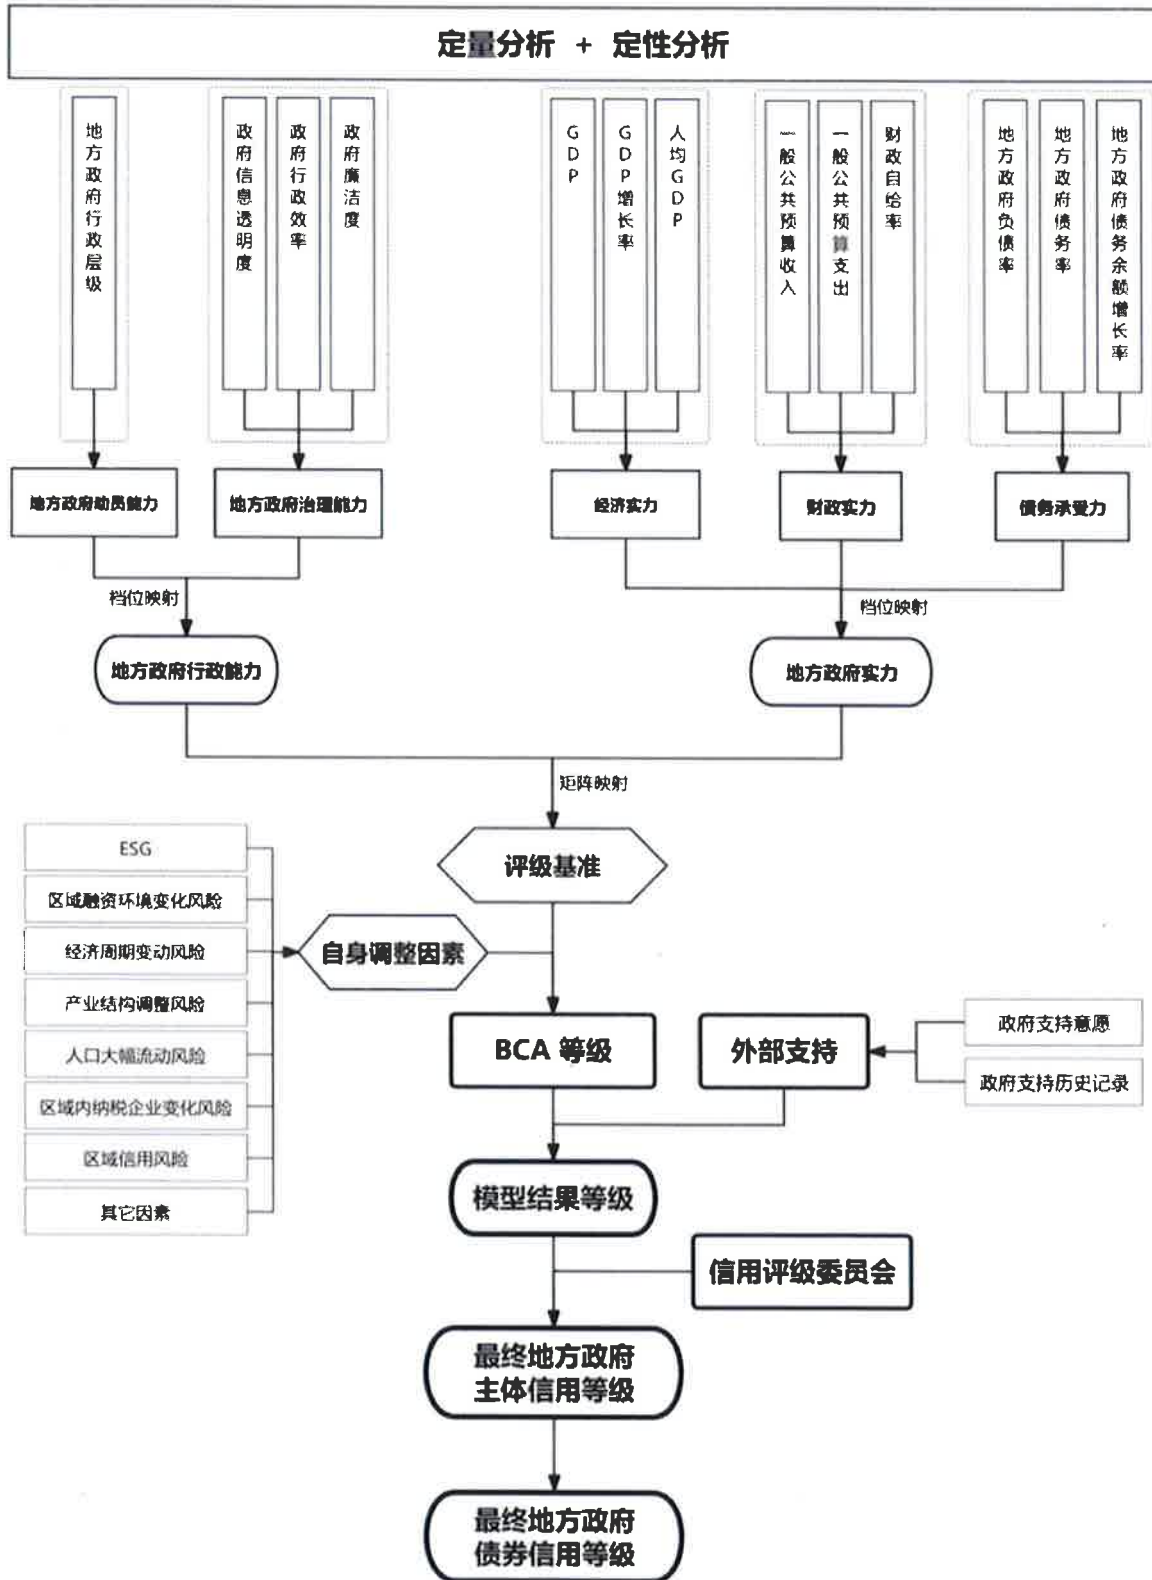 定量分析 + 定性分析
地方政府行政层级
政府信息透明度
政府行政效率
政府廉洁度
GDP
GDP增长率
人均GDP
一般公共预算收入
一般公共预算支出
财政自给率
地方政府负债率
地方政府债务率
地方政府债务余额增长率
地方政府动员能力
地方政府治理能力
经济实力
财政实力
债务承受力
档位映射
档位映射
地方政府行政能力
地方政府实力
矩阵映射
评级基准
ESG
区域融资环境变化风险
经济周期变动风险
产业结构调整风险
人口大幅流动风险
区域内纳税企业变化风险
区域信用风险
其它因素
自身调整因素
BCA 等级
外部支持
政府支持意愿
政府支持历史记录
模型结果等级
信用评级委员会
最终地方政府
主体信用等级
最终地方政府
债券信用等级